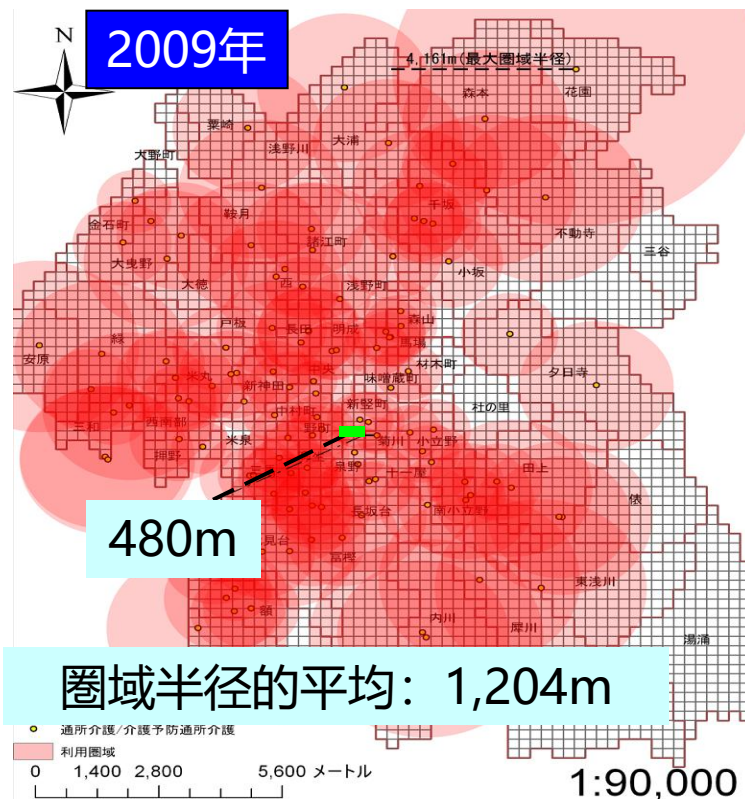 2009年
N
4,161m(最大圏域半径)
森本
花園
粟崎
大浦
大野町
浅野川
千坂
鞍月
金石町
諸江町
不動寺
三谷
大曳野
小坂
大徳
西
浅野町
戸板
森山
長田
明成
緑
馬場
安原
中央
材木町
米丸
味噌蔵町
夕日寺
新神田
新竪町
杜の里
中村町
三和
西南部
野町
米泉
菊川
小立野
押野
泉野
十一屋
田上
俵
長坂台
南小立野
480m
見台
富樫
東浅川
額
内川
犀川
湯涌
圏域半径的平均：1,204m
通所介護/介護予防通所介護
利用圏域
0 1,400 2,800 5,600 メートル
1:90,000